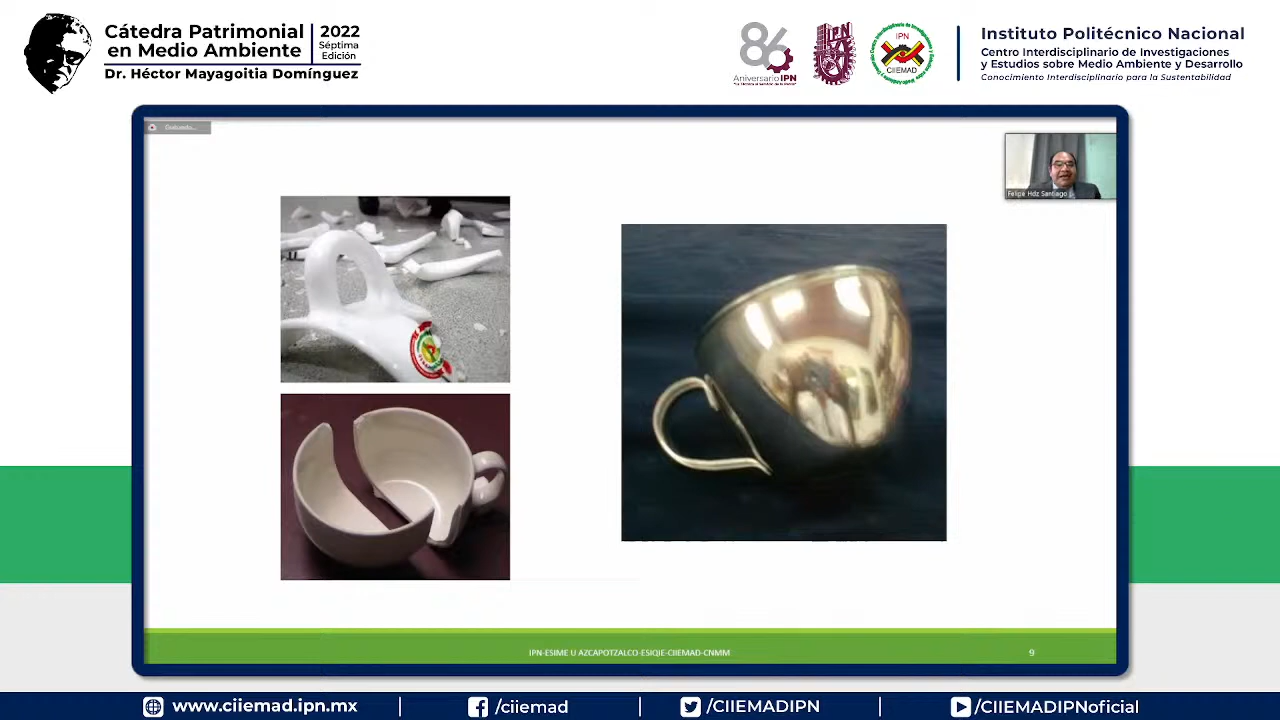 Cátedra Patrimonial
en Medio Ambiente
Dr. Héctor Mayagoitia Domínguez
2022
Séptima
Edición
86
Aniversario IPN
IPN
IPN
CIIEMAD
Instituto Politécnico Nacional
Centro Interdisciplinario de Investigaciones
y Estudios sobre Medio Ambiente y Desarrollo
Conocimiento Interdisciplinario para la Sustentabilidad
Felipe Hdz Santiago
IPN-ESIME U AZCAPOTZALCO-ESIQIE-CIIEMAD-CNMM
9
www.ciiemad.ipn.mx
/ciiemad
/CIIEMADIPN
/CIIEMADIPNoficial